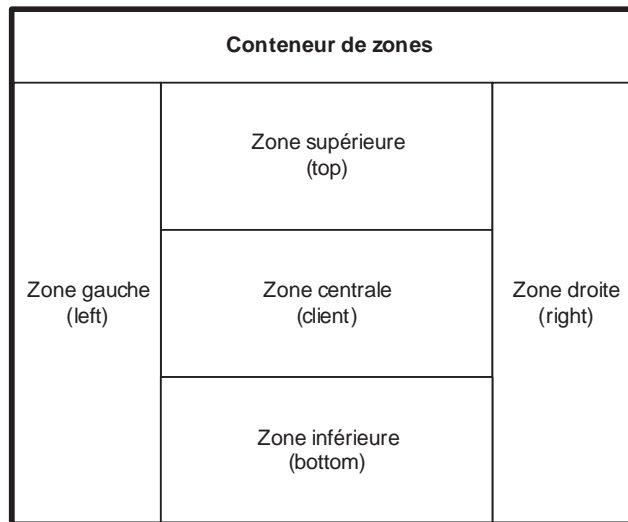 Conteneur de zones
Zone supérieure
(top)
Zone gauche
(left)
Zone centrale
(client)
Zone droite
(right)
Zone inférieure
(bottom)